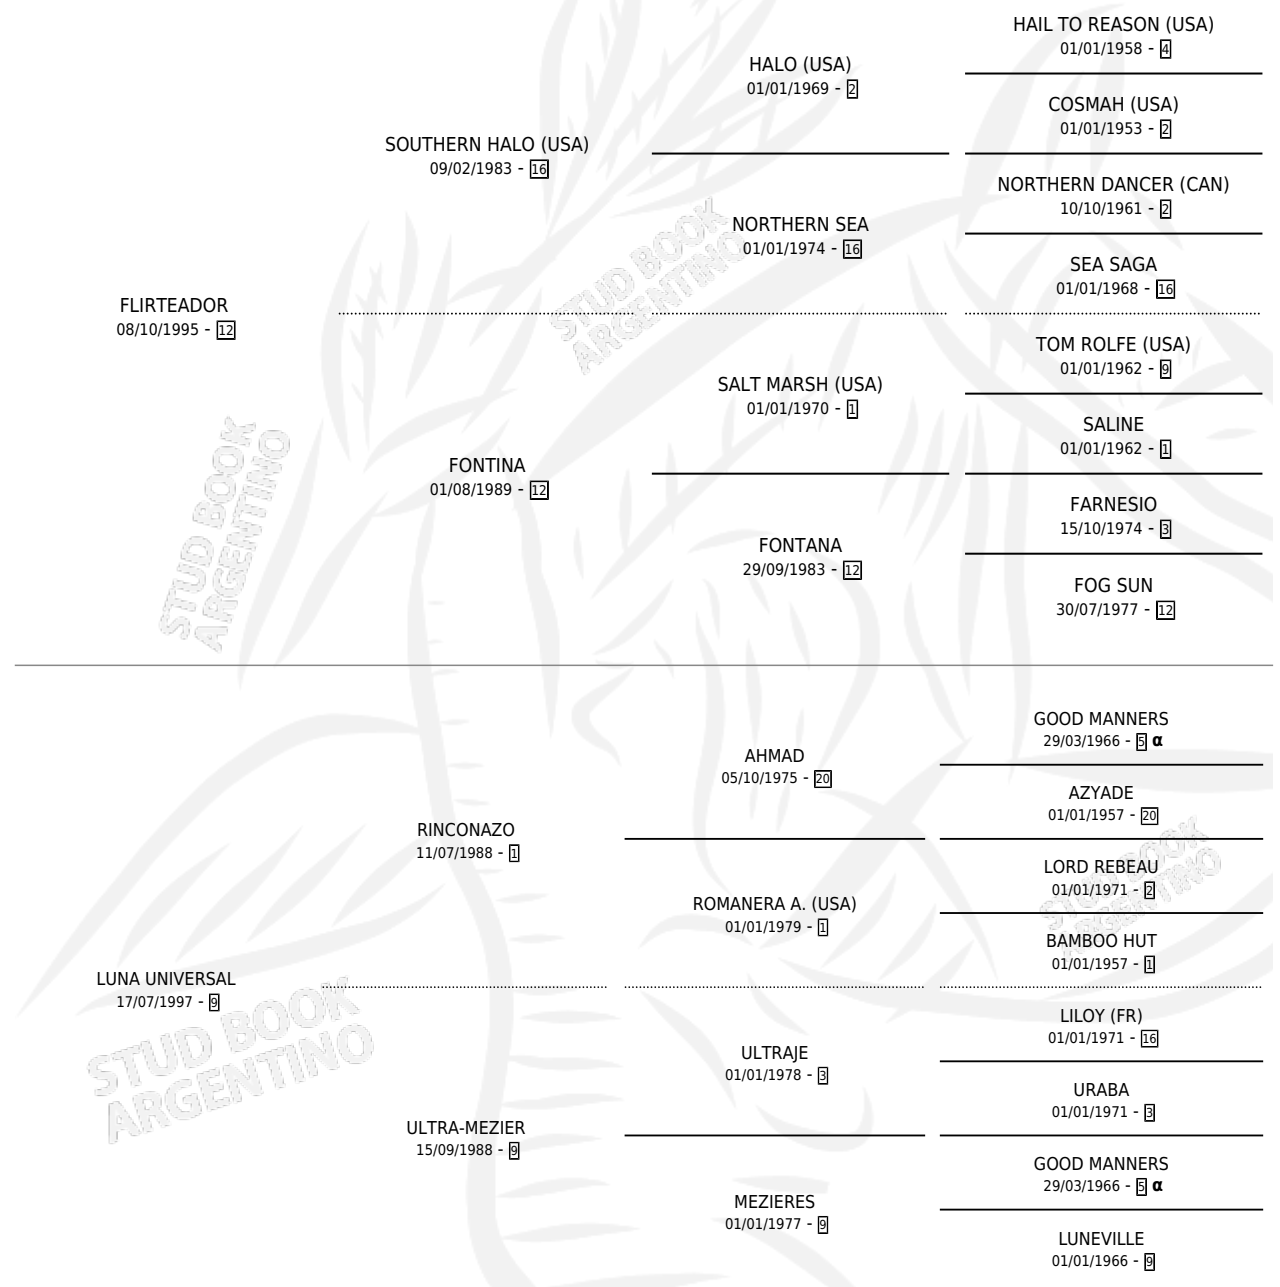 HAIL TO REASON (USA)
01/01/1958 - 4
HALO (USA)
01/01/1969 - 2
COSMAH (USA)
01/01/1953 - 2
SOUTHERN HALO (USA)
09/02/1983 - 16
NORTHERN DANCER (CAN)
10/10/1961 - 2
NORTHERN SEA
01/01/1974 - 16
SEA SAGA
01/01/1968 - 16
STUD BOOK
ARGENTINO
FLIRTEADOR
08/10/1995 - 12
TOM ROLFE (USA)
01/01/1962 - 9
SALT MARSH (USA)
01/01/1970 - 1
SALINE
01/01/1962 - 1
FONTINA
01/08/1989 - 12
FARNESIO
15/10/1974 - 3
FONTANA
29/09/1983 - 12
FOG SUN
30/07/1977 - 12
STUD BOOK
ARGENTINO
GOOD MANNERS
29/03/1966 - 5 α
AHMAD
05/10/1975 - 20
AZYADE
01/01/1957 - 20
RINCONAZO
11/07/1988 - 1
LORD REBEAU
01/01/1971 - 2
ROMANERA A. (USA)
01/01/1979 - 1
BAMBOO HUT
01/01/1957 - 1
STUD BOOK
ARGENTINO
LUNA UNIVERSAL
17/07/1997 - 9
LILOY (FR)
01/01/1971 - 16
ULTRAJE
01/01/1978 - 3
URABA
01/01/1971 - 3
STUD BOOK
ARGENTINO
ULTRA-MEZIER
15/09/1988 - 9
GOOD MANNERS
29/03/1966 - 5 α
MEZIERES
01/01/1977 - 9
LUNEVILLE
01/01/1966 - 9